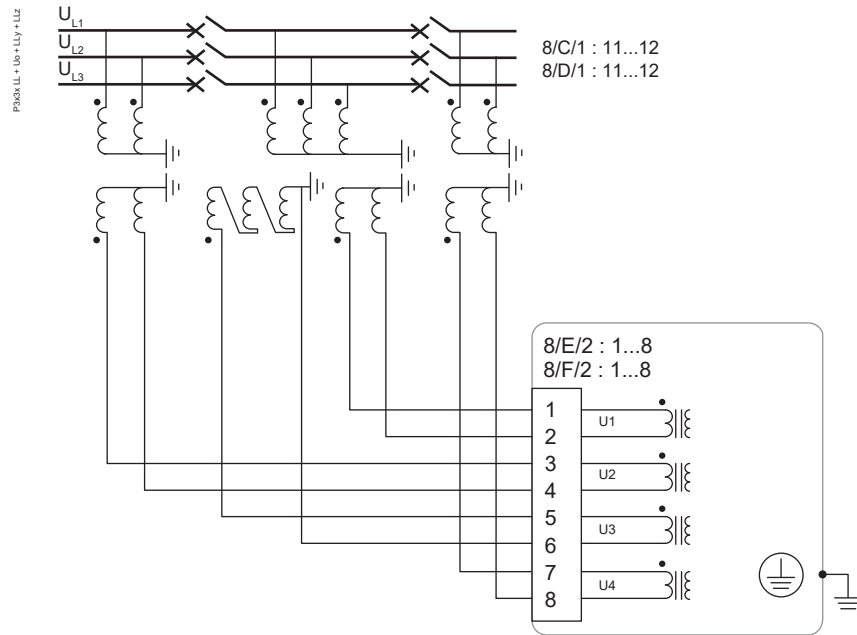 P3x3x LL + Uo + LLy + LLz
UL1
UL2
UL3
8/C/1 : 11...12
8/D/1 : 11...12
8/E/2 : 1...8
8/F/2 : 1...8
1
U1
2
3
U2
4
5
U3
6
7
U4
8